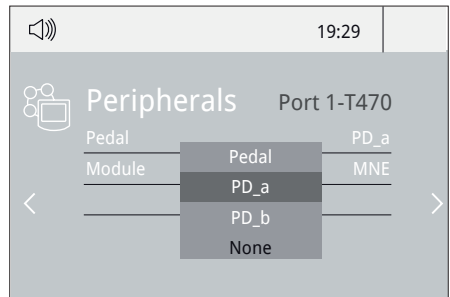 19:29
Peripherals Port 1-T470
Pedal PD_a
Module MNE
Pedal
PD_a
PD_b
None